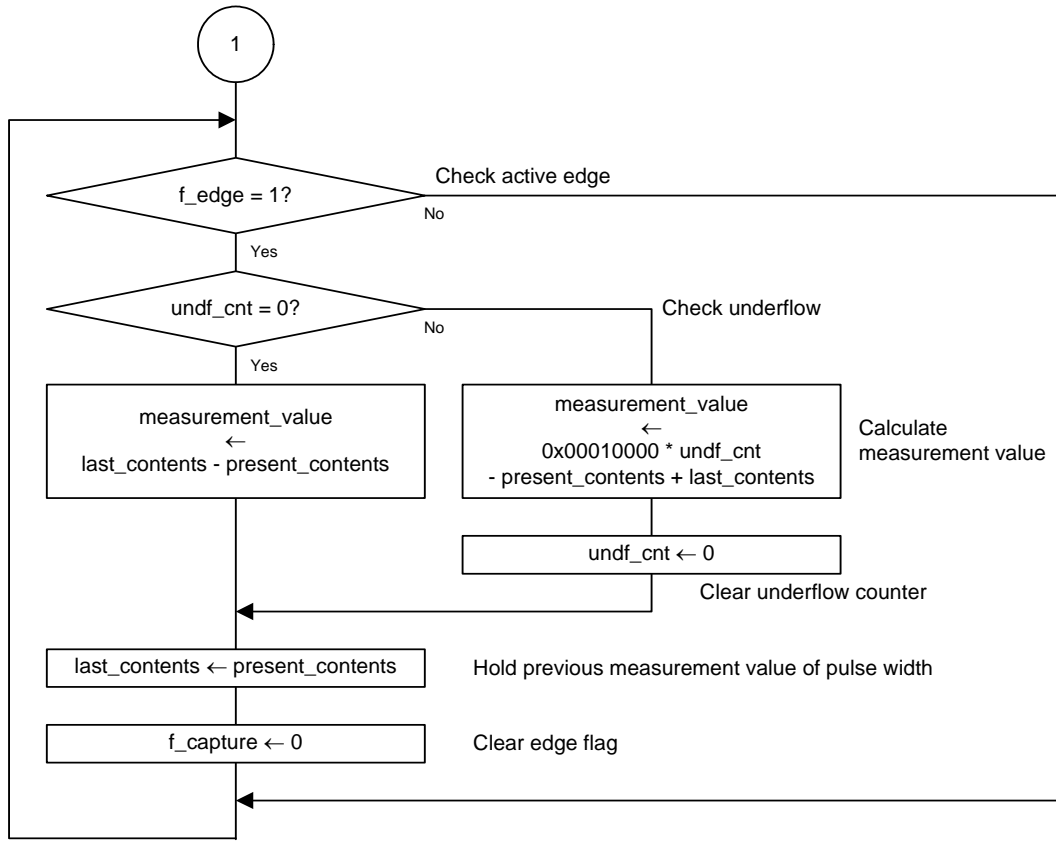 1
Check active edge
f_edge = 1?
No
Yes
undf_cnt = 0?
Check underflow
No
Yes
measurement_value
←
last_contents - present_contents
measurement_value
←
0x00010000 * undf_cnt
- present_contents + last_contents
Calculate
measurement value
undf_cnt ← 0
Clear underflow counter
last_contents ← present_contents
Hold previous measurement value of pulse width
f_capture ← 0
Clear edge flag